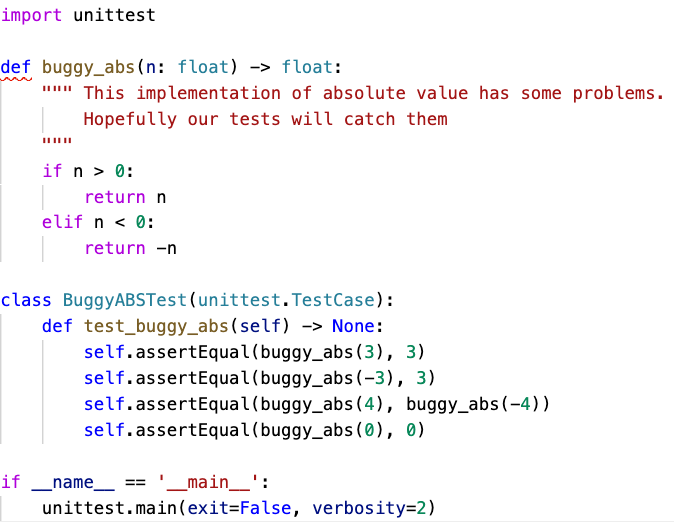 import unittest

def buggy_abs(n: float) -> float:
    """ This implementation of absolute value has some problems.
        Hopefully our tests will catch them
    """
    if n > 0:
        return n
    elif n < 0:
        return -n

class BuggyABSTest(unittest.TestCase):
    def test_buggy_abs(self) -> None:
        self.assertEqual(buggy_abs(3), 3)
        self.assertEqual(buggy_abs(-3), 3)
        self.assertEqual(buggy_abs(4), buggy_abs(-4))
        self.assertEqual(buggy_abs(0), 0)

if __name__ == '__main__':
    unittest.main(exit=False, verbosity=2)